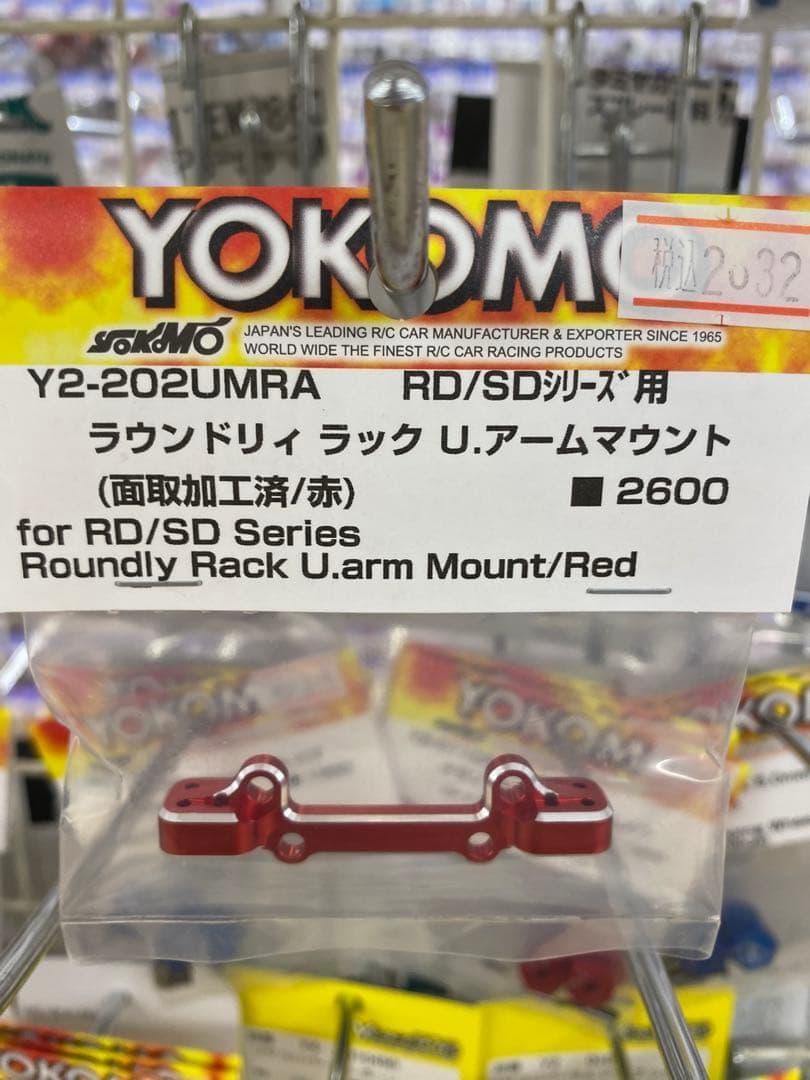 YOKOMO
税込2032
YOKOMO
JAPAN'S LEADING R/C CAR MANUFACTURER & EXPORTER SINCE 1965
WORLD WIDE THE FINEST R/C CAR RACING PRODUCTS
Y2-202UMRA RD/SDシリーズ用
ラウンドリィ ラック U.アームマウント
(面取加工済/赤) ■ 2600
for RD/SD Series
Roundly Rack U.arm Mount/Red
YOKOMO
YOKOM